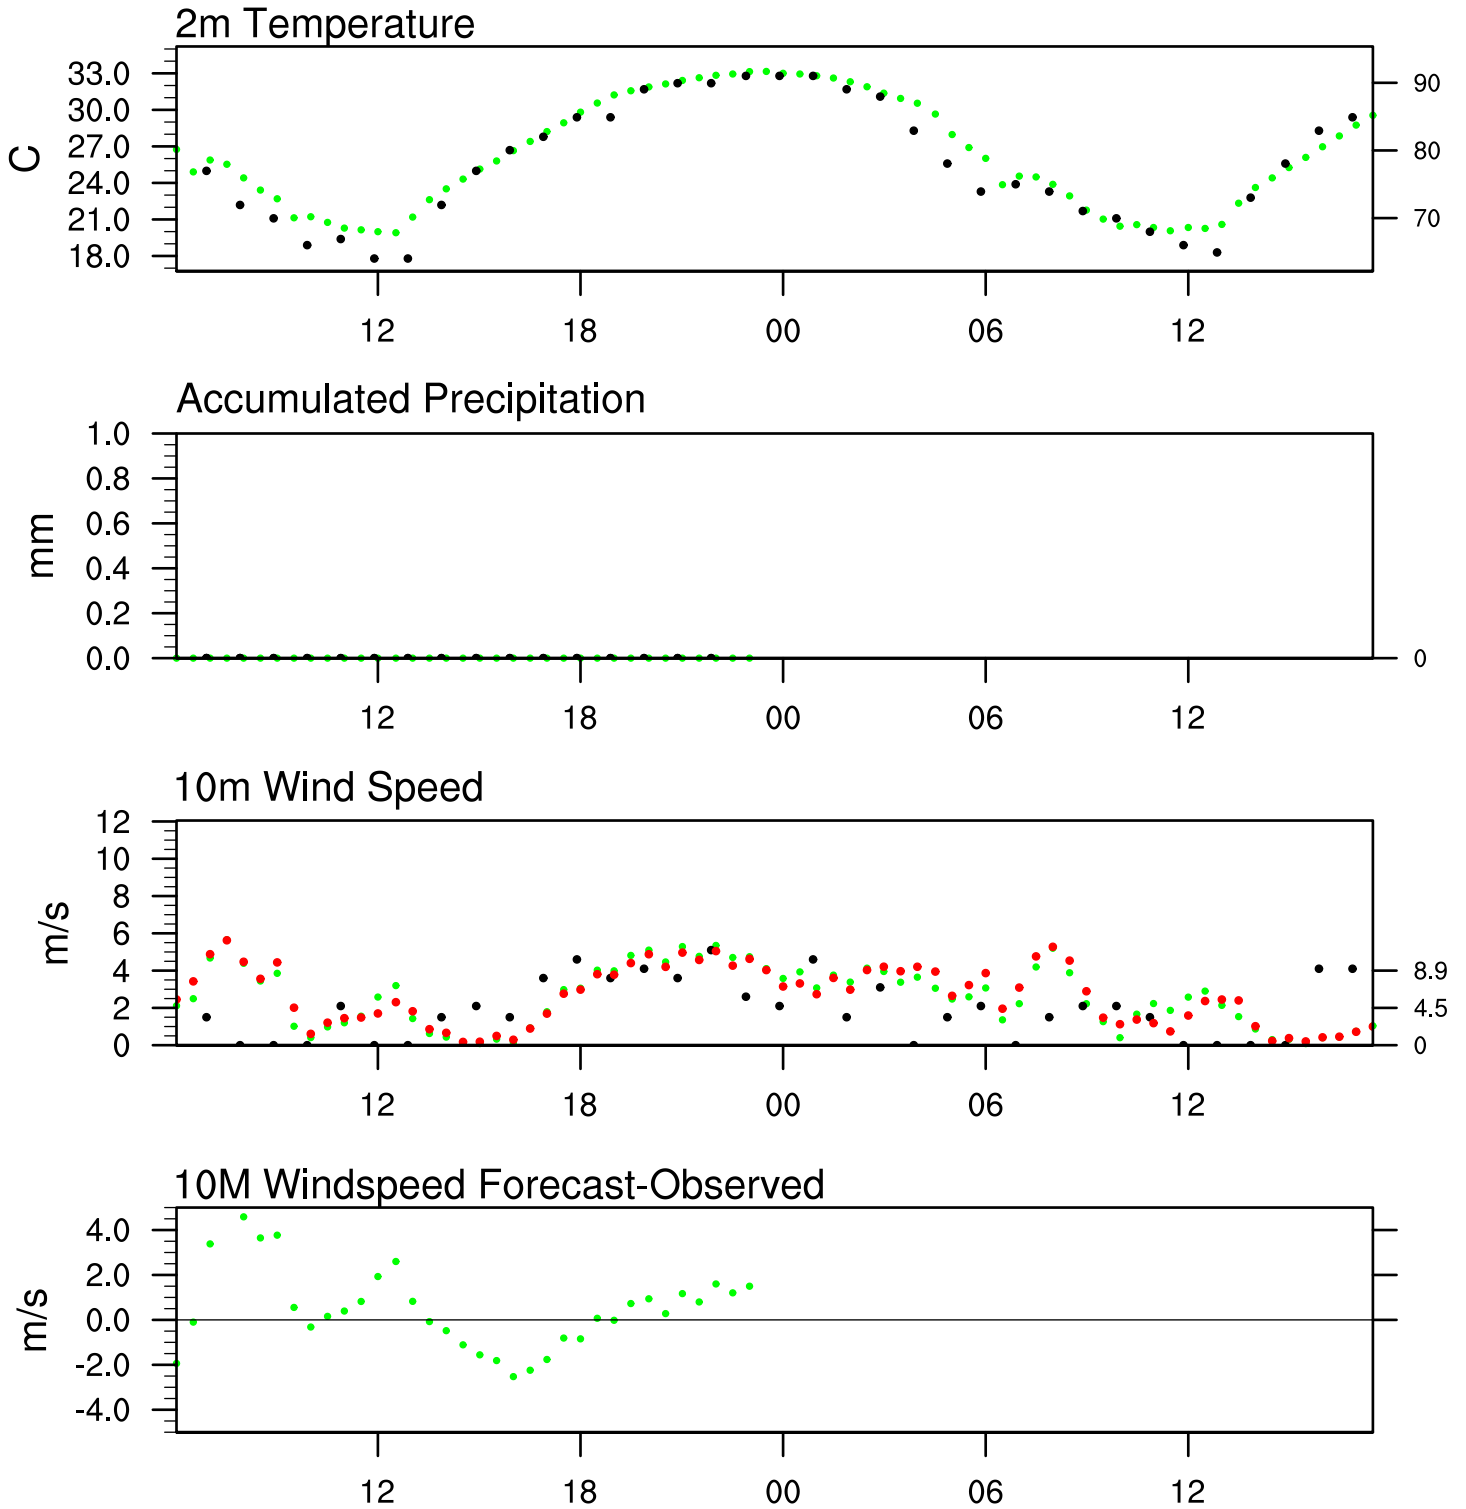 2m Temperature
33.0
30.0
27.0
24.0
21.0
18.0
C
90
80
70
12 18 00 06 12
Accumulated Precipitation
1.0
0.8
0.6
0.4
0.2
0.0
mm
0
12 18 00 06 12
10m Wind Speed
12
10
8
6
4
2
0
m/s
8.9
4.5
0
12 18 00 06 12
10M Windspeed Forecast-Observed
4.0
2.0
0.0
-2.0
-4.0
m/s
12 18 00 06 12